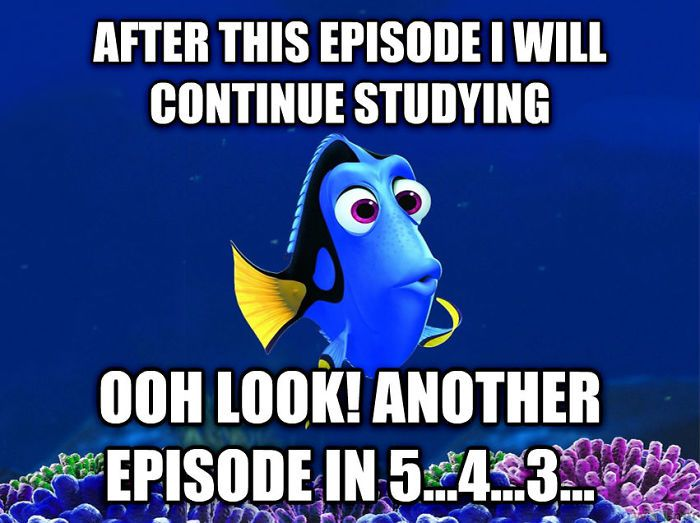 AFTER THIS EPISODE I WILL
CONTINUE STUDYING
OOH LOOK! ANOTHER
EPISODE IN 5...4...3...